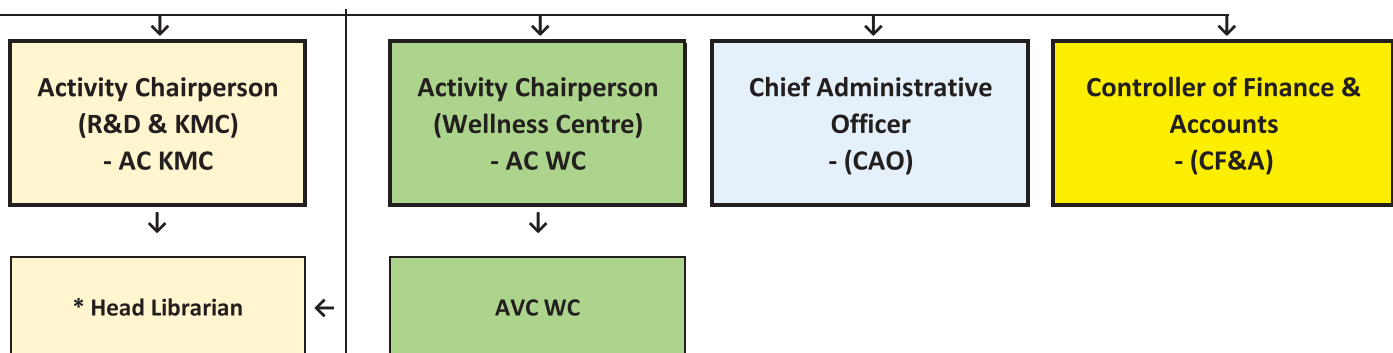 Activity Chairperson
(R&D & KMC)
- AC KMC
Activity Chairperson
(Wellness Centre)
- AC WC
Chief Administrative
Officer
- (CAO)
Controller of Finance &
Accounts
- (CF&A)
* Head Librarian
AVC WC